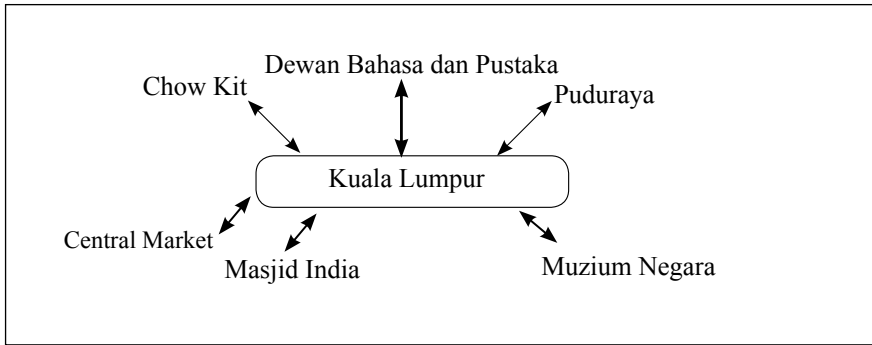 Dewan Bahasa dan Pustaka
Chow Kit
Puduraya
Kuala Lumpur
Central Market
Masjid India
Muzium Negara